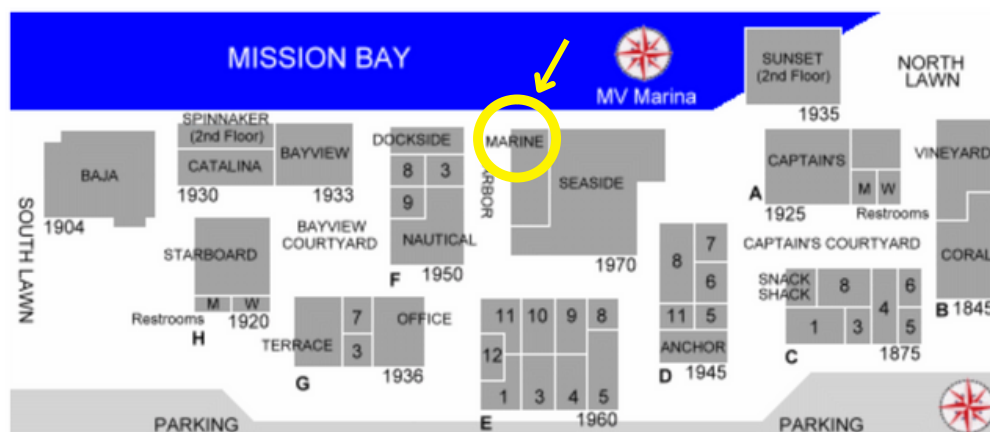 MISSION BAY
MV Marina
SUNSET
(2nd Floor)
1935
NORTH
LAWN
SPINNAKER
(2nd Floor)
CATALINA
1930
BAYVIEW
1933
BAJA
1904
SOUTH LAWN
DOCKSIDE
8 3
9
NAUTICAL
F 1950
MARINE
ARBOR
SEASIDE
1970
CAPTAIN'S
A 1925
M W
Restrooms
VINEYARD
CORAL
B 1845
STARBOARD
M W
Restrooms 1920
H
BAYVIEW
COURTYARD
CAPTAIN'S COURTYARD
7
8
6
11 5
ANCHOR
D 1945
SNACK
SHACK
8 6
4
1 3 5
C 1875
7 OFFICE
TERRACE 3
G 1936
11 10 9 8
12
1 3 4 5
E 1960
PARKING
PARKING